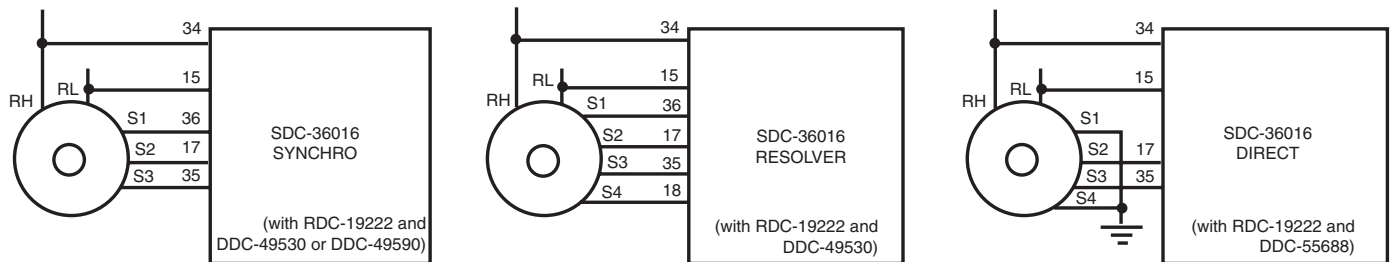 34
15
RL
RH
S1 36
S2 17
S3 35
SDC-36016
SYNCHRO
(with RDC-19222 and
DDC-49530 or DDC-49590)
34
15
RL
RH
S1 36
S2 17
S3 35
S4 18
SDC-36016
RESOLVER
(with RDC-19222 and
DDC-49530)
34
15
RL
RH
S1
S2 17
S3 35
S4
SDC-36016
DIRECT
(with RDC-19222 and
DDC-55688)